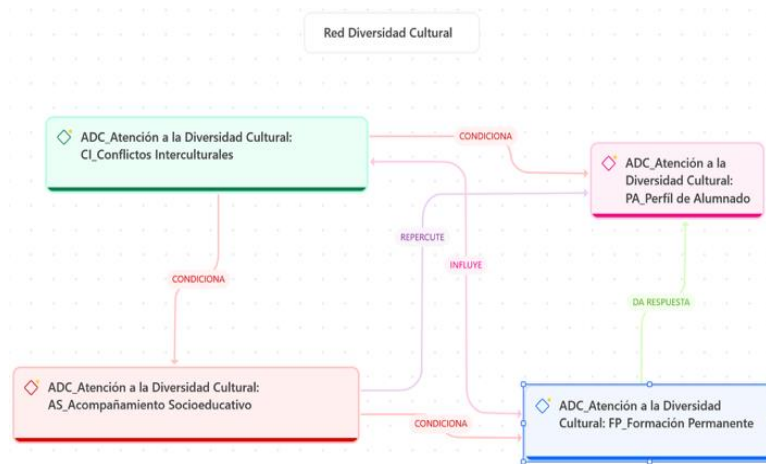 Red Diversidad Cultural
ADC_Atención a la Diversidad Cultural:
CI_Conflictos Interculturales
CONDICIONA
ADC_Atención a la
Diversidad Cultural:
PA_Perfil de Alumnado
REPERCUTE
INFLUYE
CONDICIONA
DA RESPUESTA
ADC_Atención a la Diversidad Cultural:
AS_Acompañamiento Socioeducativo
CONDICIONA
ADC_Atención a la Diversidad
Cultural: FP_Formación Permanente